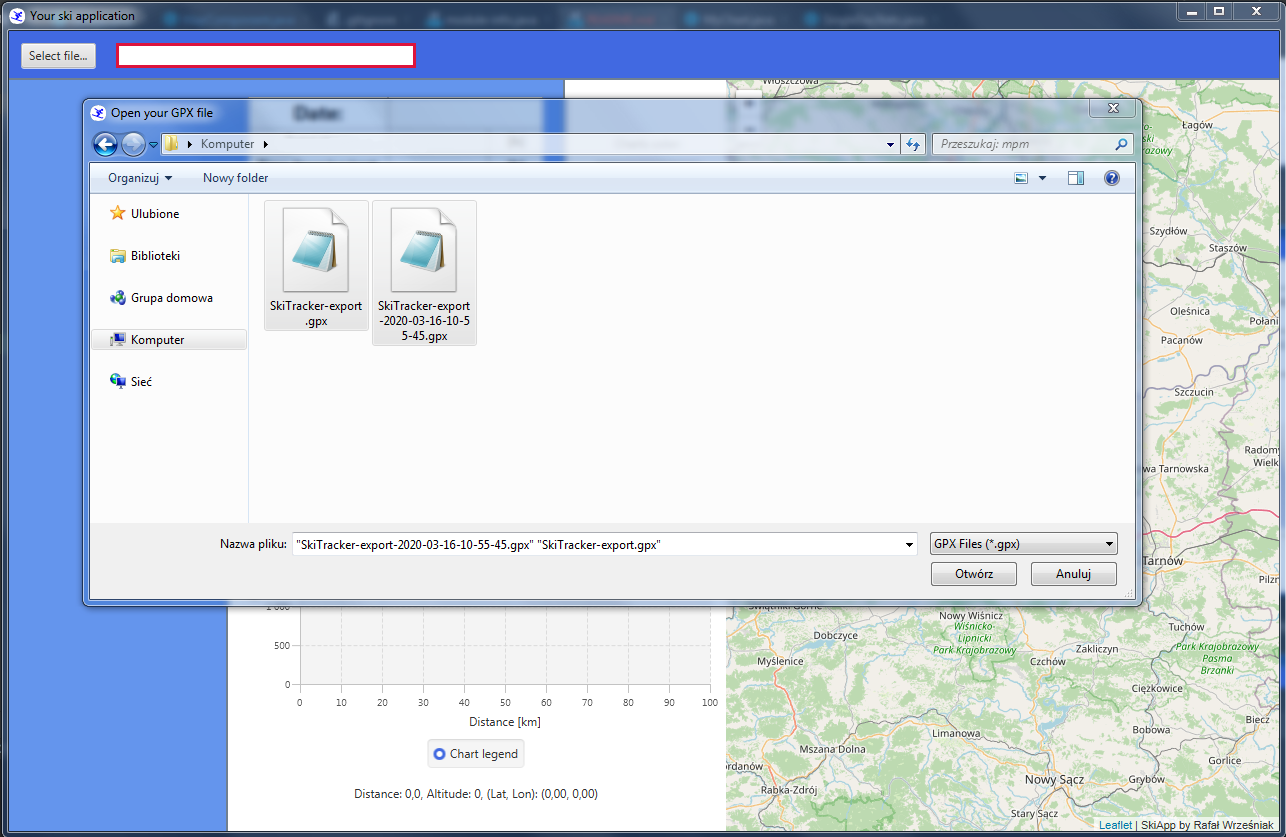 Your ski application
Select file...
Włoszczowa
Open your GPX file
Date:
Komputer
Przeszukaj: mpm
Organizuj
Nowy folder
Ulubione
Biblioteki
Grupa domowa
Komputer
Sieć
SkiTracker-export
.gpx
SkiTracker-export
-2020-03-16-10-5
5-45.gpx
Nazwa pliku:
"SkiTracker-export-2020-03-16-10-55-45.gpx" "SkiTracker-export.gpx"
GPX Files (*.gpx)
Otwórz
Anuluj
Łagów
Szydłów
Staszów
Oleśnica
Połani
Pacanów
Szczucin
Radomy
Wielk
wa Tarnowska
Tarnów
Pilzn
1 000
500
0
0 10 20 30 40 50 60 70 80 90 100
Distance [km]
Chart legend
Distance: 0,0, Altitude: 0, (Lat, Lon): (0,00, 0,00)
Nowy Wiśnicz
Dobczyce
Wiśnicko-
Lipnicki
Park Krajobrazowy
Tuchów
Zakliczyn
Park Krajobrazowy
Pasma
Brzanki
Myślenice
Czchów
Ciężkowice
Biecz
Bobowa
Limanowa
Mszana Dolna
Gorlice
rdanów
Rabka-Zdrój
Nowy Sącz
Grybów
Stary Sącz
Leaflet | SkiApp by Rafał Wrześniak